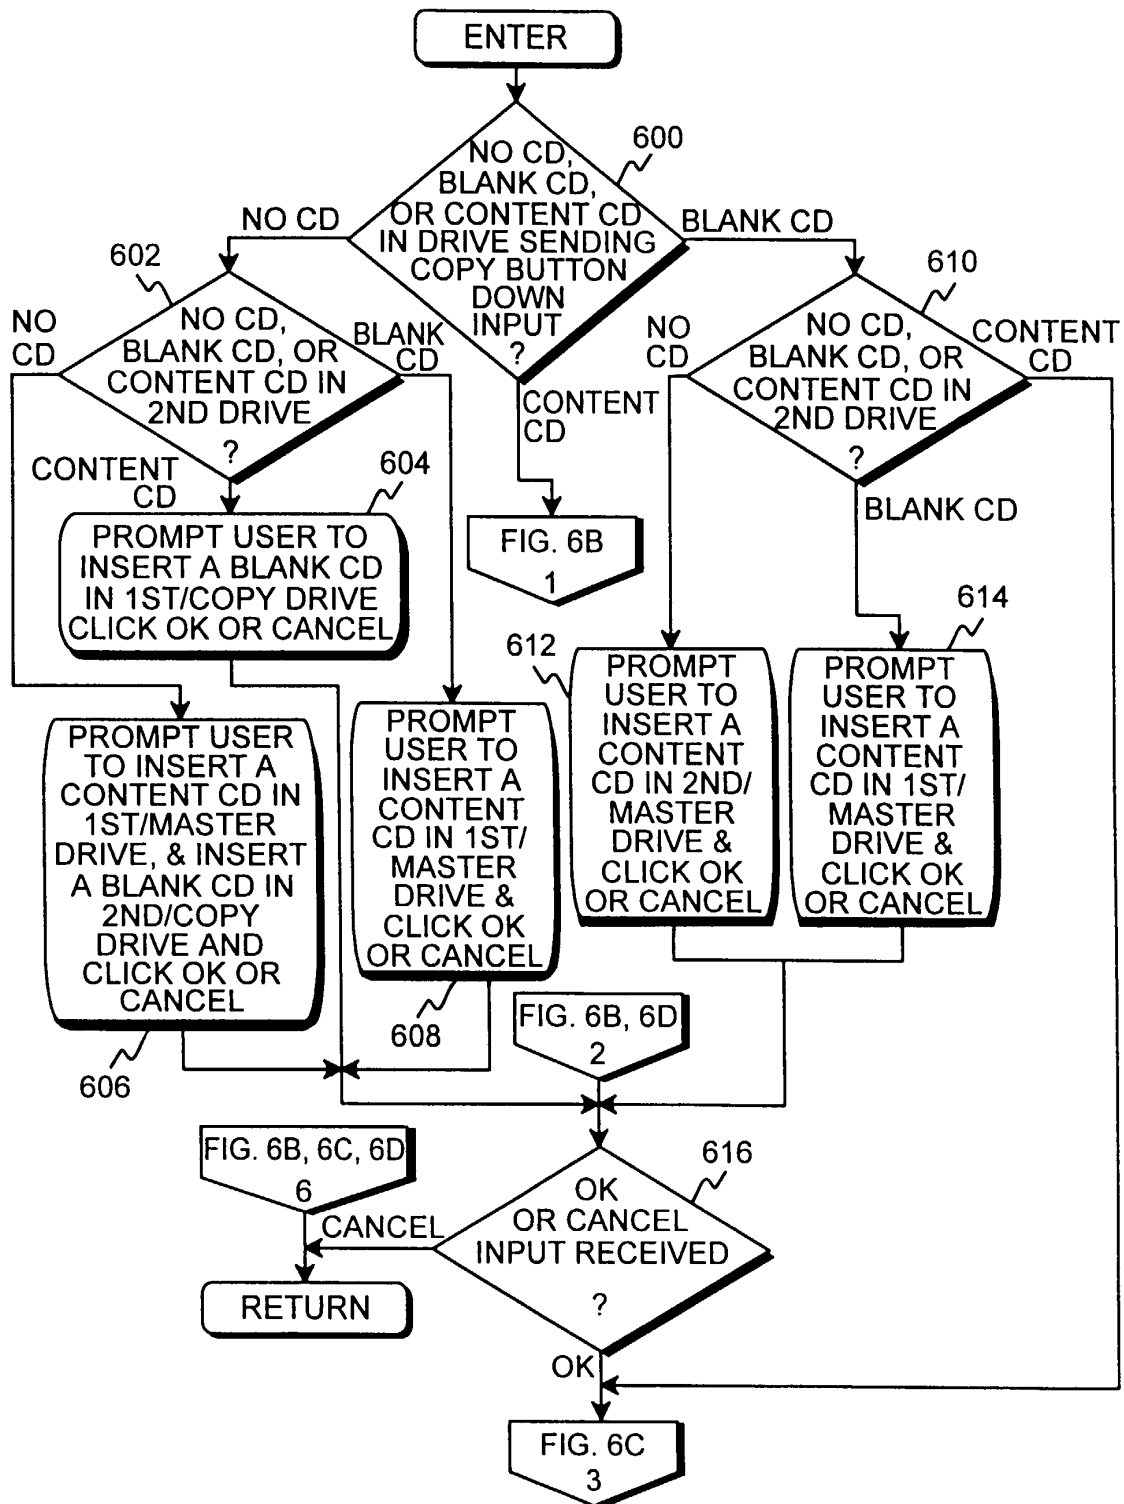 ENTER
600
NO CD,
BLANK CD,
OR CONTENT CD
IN DRIVE SENDING
COPY BUTTON
DOWN
INPUT
?
NO CD
BLANK CD
CONTENT
CD
602
NO CD,
BLANK CD, OR
CONTENT CD IN
2ND DRIVE
?
NO
CD
BLANK
CD
CONTENT
CD
610
NO CD,
BLANK CD, OR
CONTENT CD IN
2ND DRIVE
?
NO
CD
CONTENT
CD
BLANK CD
604
PROMPT USER TO
INSERT A BLANK CD
IN 1ST/COPY DRIVE
CLICK OK OR CANCEL
FIG. 6B
1
606
PROMPT USER
TO INSERT A
CONTENT CD IN
1ST/MASTER
DRIVE, & INSERT
A BLANK CD IN
2ND/COPY
DRIVE AND
CLICK OK OR
CANCEL
608
PROMPT
USER TO
INSERT A
CONTENT
CD IN 1ST/
MASTER
DRIVE &
CLICK OK
OR CANCEL
612
PROMPT
USER TO
INSERT A
CONTENT
CD IN 2ND/
MASTER
DRIVE &
CLICK OK
OR CANCEL
614
PROMPT
USER TO
INSERT A
CONTENT
CD IN 1ST/
MASTER
DRIVE &
CLICK OK
OR CANCEL
FIG. 6B, 6D
2
FIG. 6B, 6C, 6D
6
616
OK
OR CANCEL
INPUT RECEIVED
?
CANCEL
RETURN
OK
FIG. 6C
3